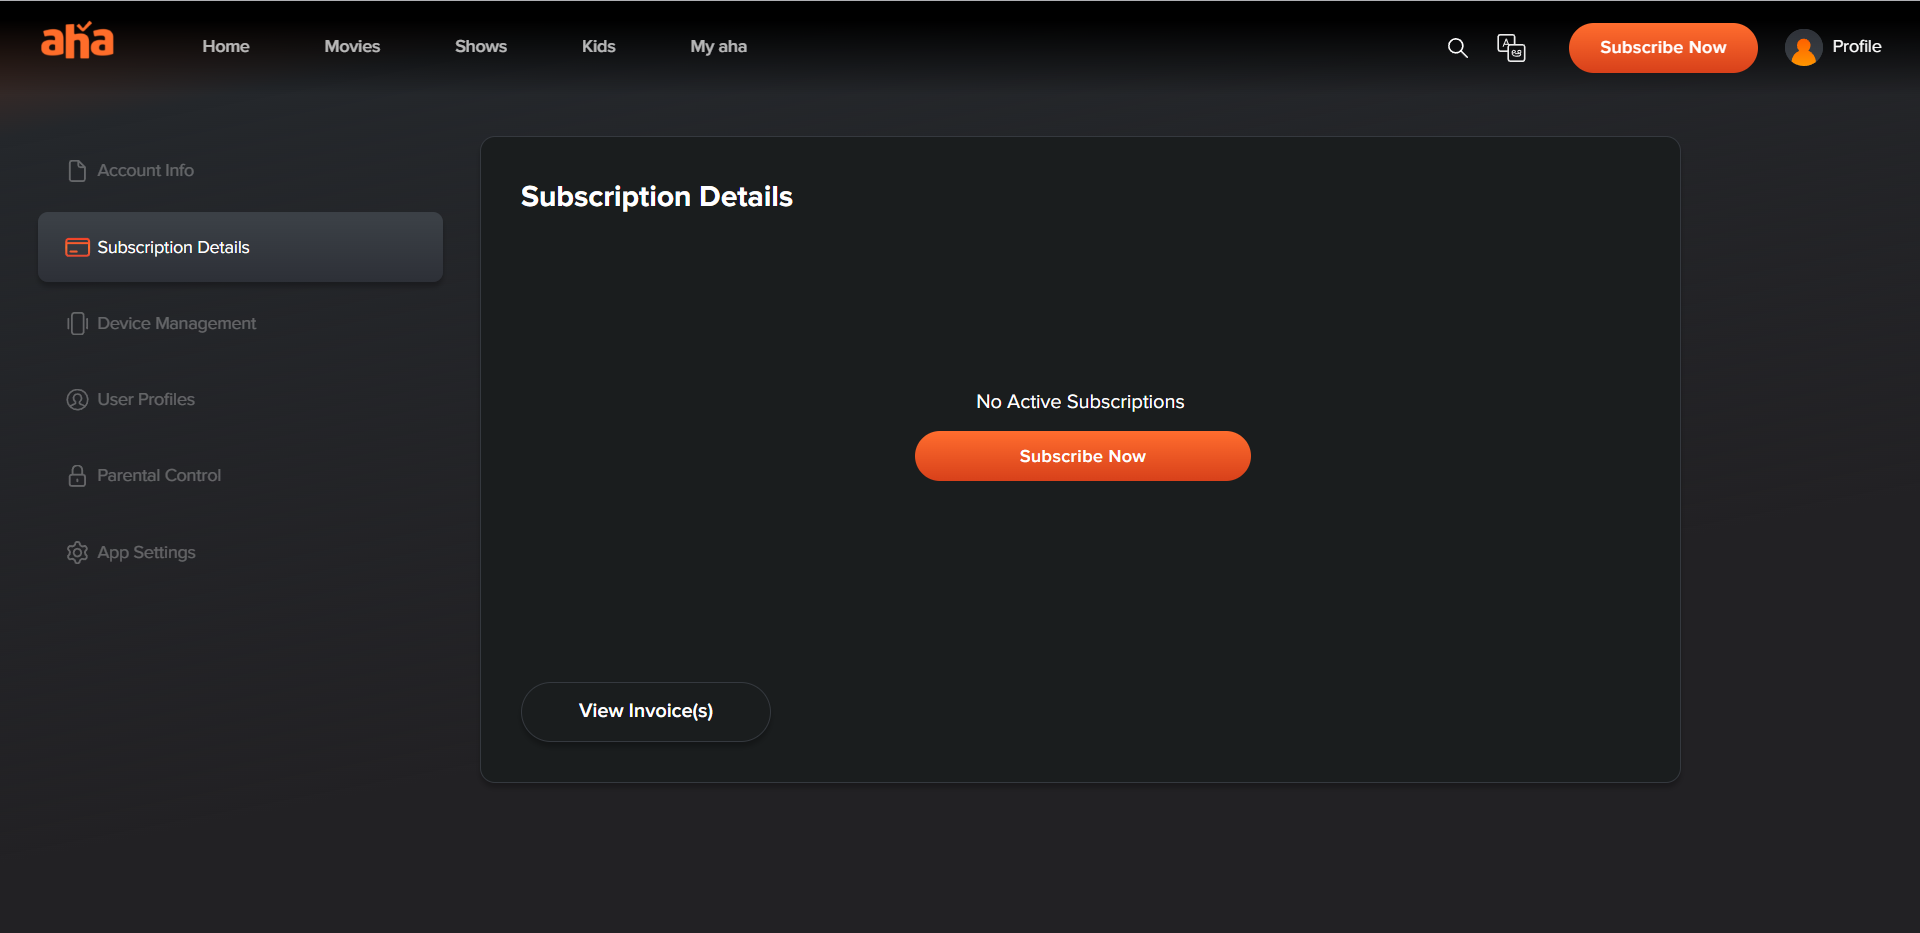 aha
Home
Movies
Shows
Kids
My aha
Subscribe Now
Profile
Account Info
Subscription Details
Device Management
User Profiles
Parental Control
App Settings
Subscription Details
No Active Subscriptions
Subscribe Now
View Invoice(s)